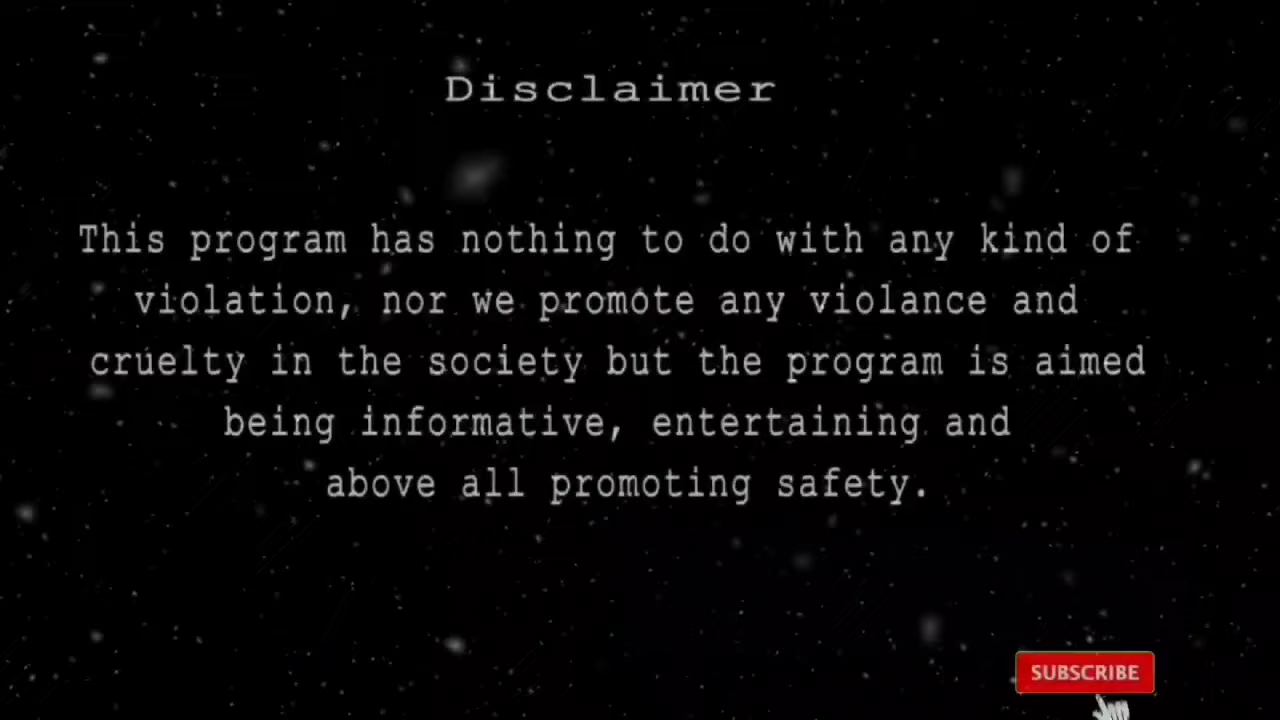 Disclaimer
This program has nothing to do with any kind of
violation, nor we promote any violance and
cruelty in the society but the program is aimed
being informative, entertaining and
above all promoting safety.
SUBSCRIBE